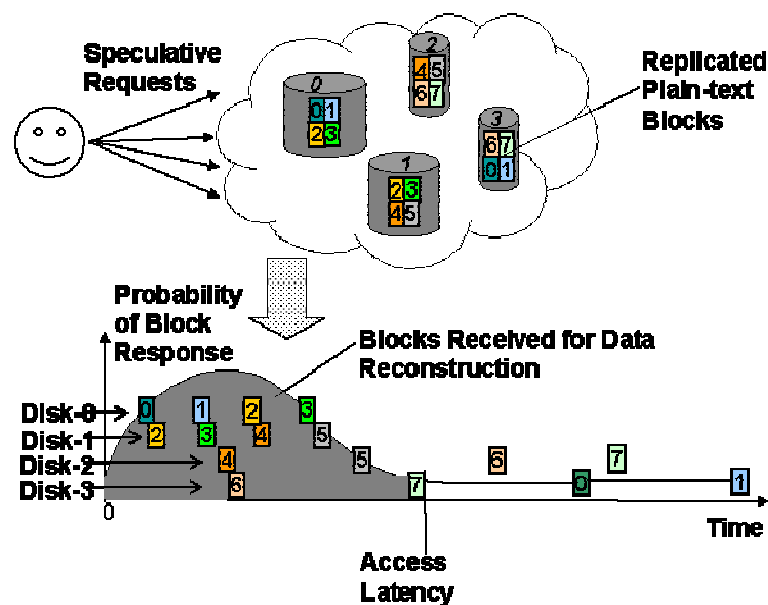 Speculative
Requests
0
0 1
2 3
2
4 5
6 7
1
2 3
4 5
3
6 7
0 1
Replicated
Plain-text
Blocks
Probability
of Block
Response
Blocks Received for Data
Reconstruction
Disk-0
0 1 2 3
Disk-1
2 3 4 5
Disk-2
4 5 6 7
Disk-3
6 7 0 1
0
Time
Access
Latency